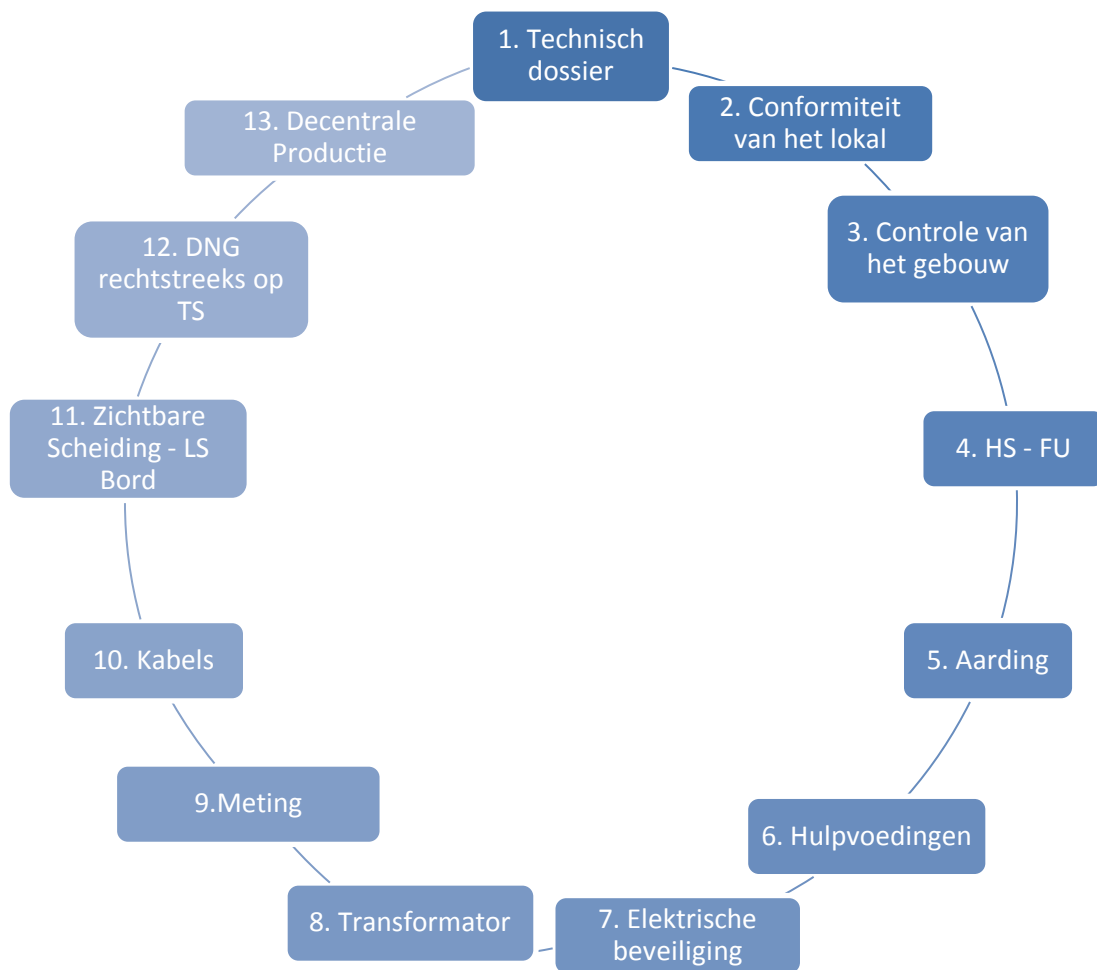 1. Technisch
dossier
2. Conformiteit
van het lokal
3. Controle van
het gebouw
4. HS - FU
5. Aarding
6. Hulpvoedingen
7. Elektrische
beveiliging
8. Transformator
9.Meting
10. Kabels
11. Zichtbare
Scheiding - LS
Bord
12. DNG
rechtstreeks op
TS
13. Decentrale
Productie